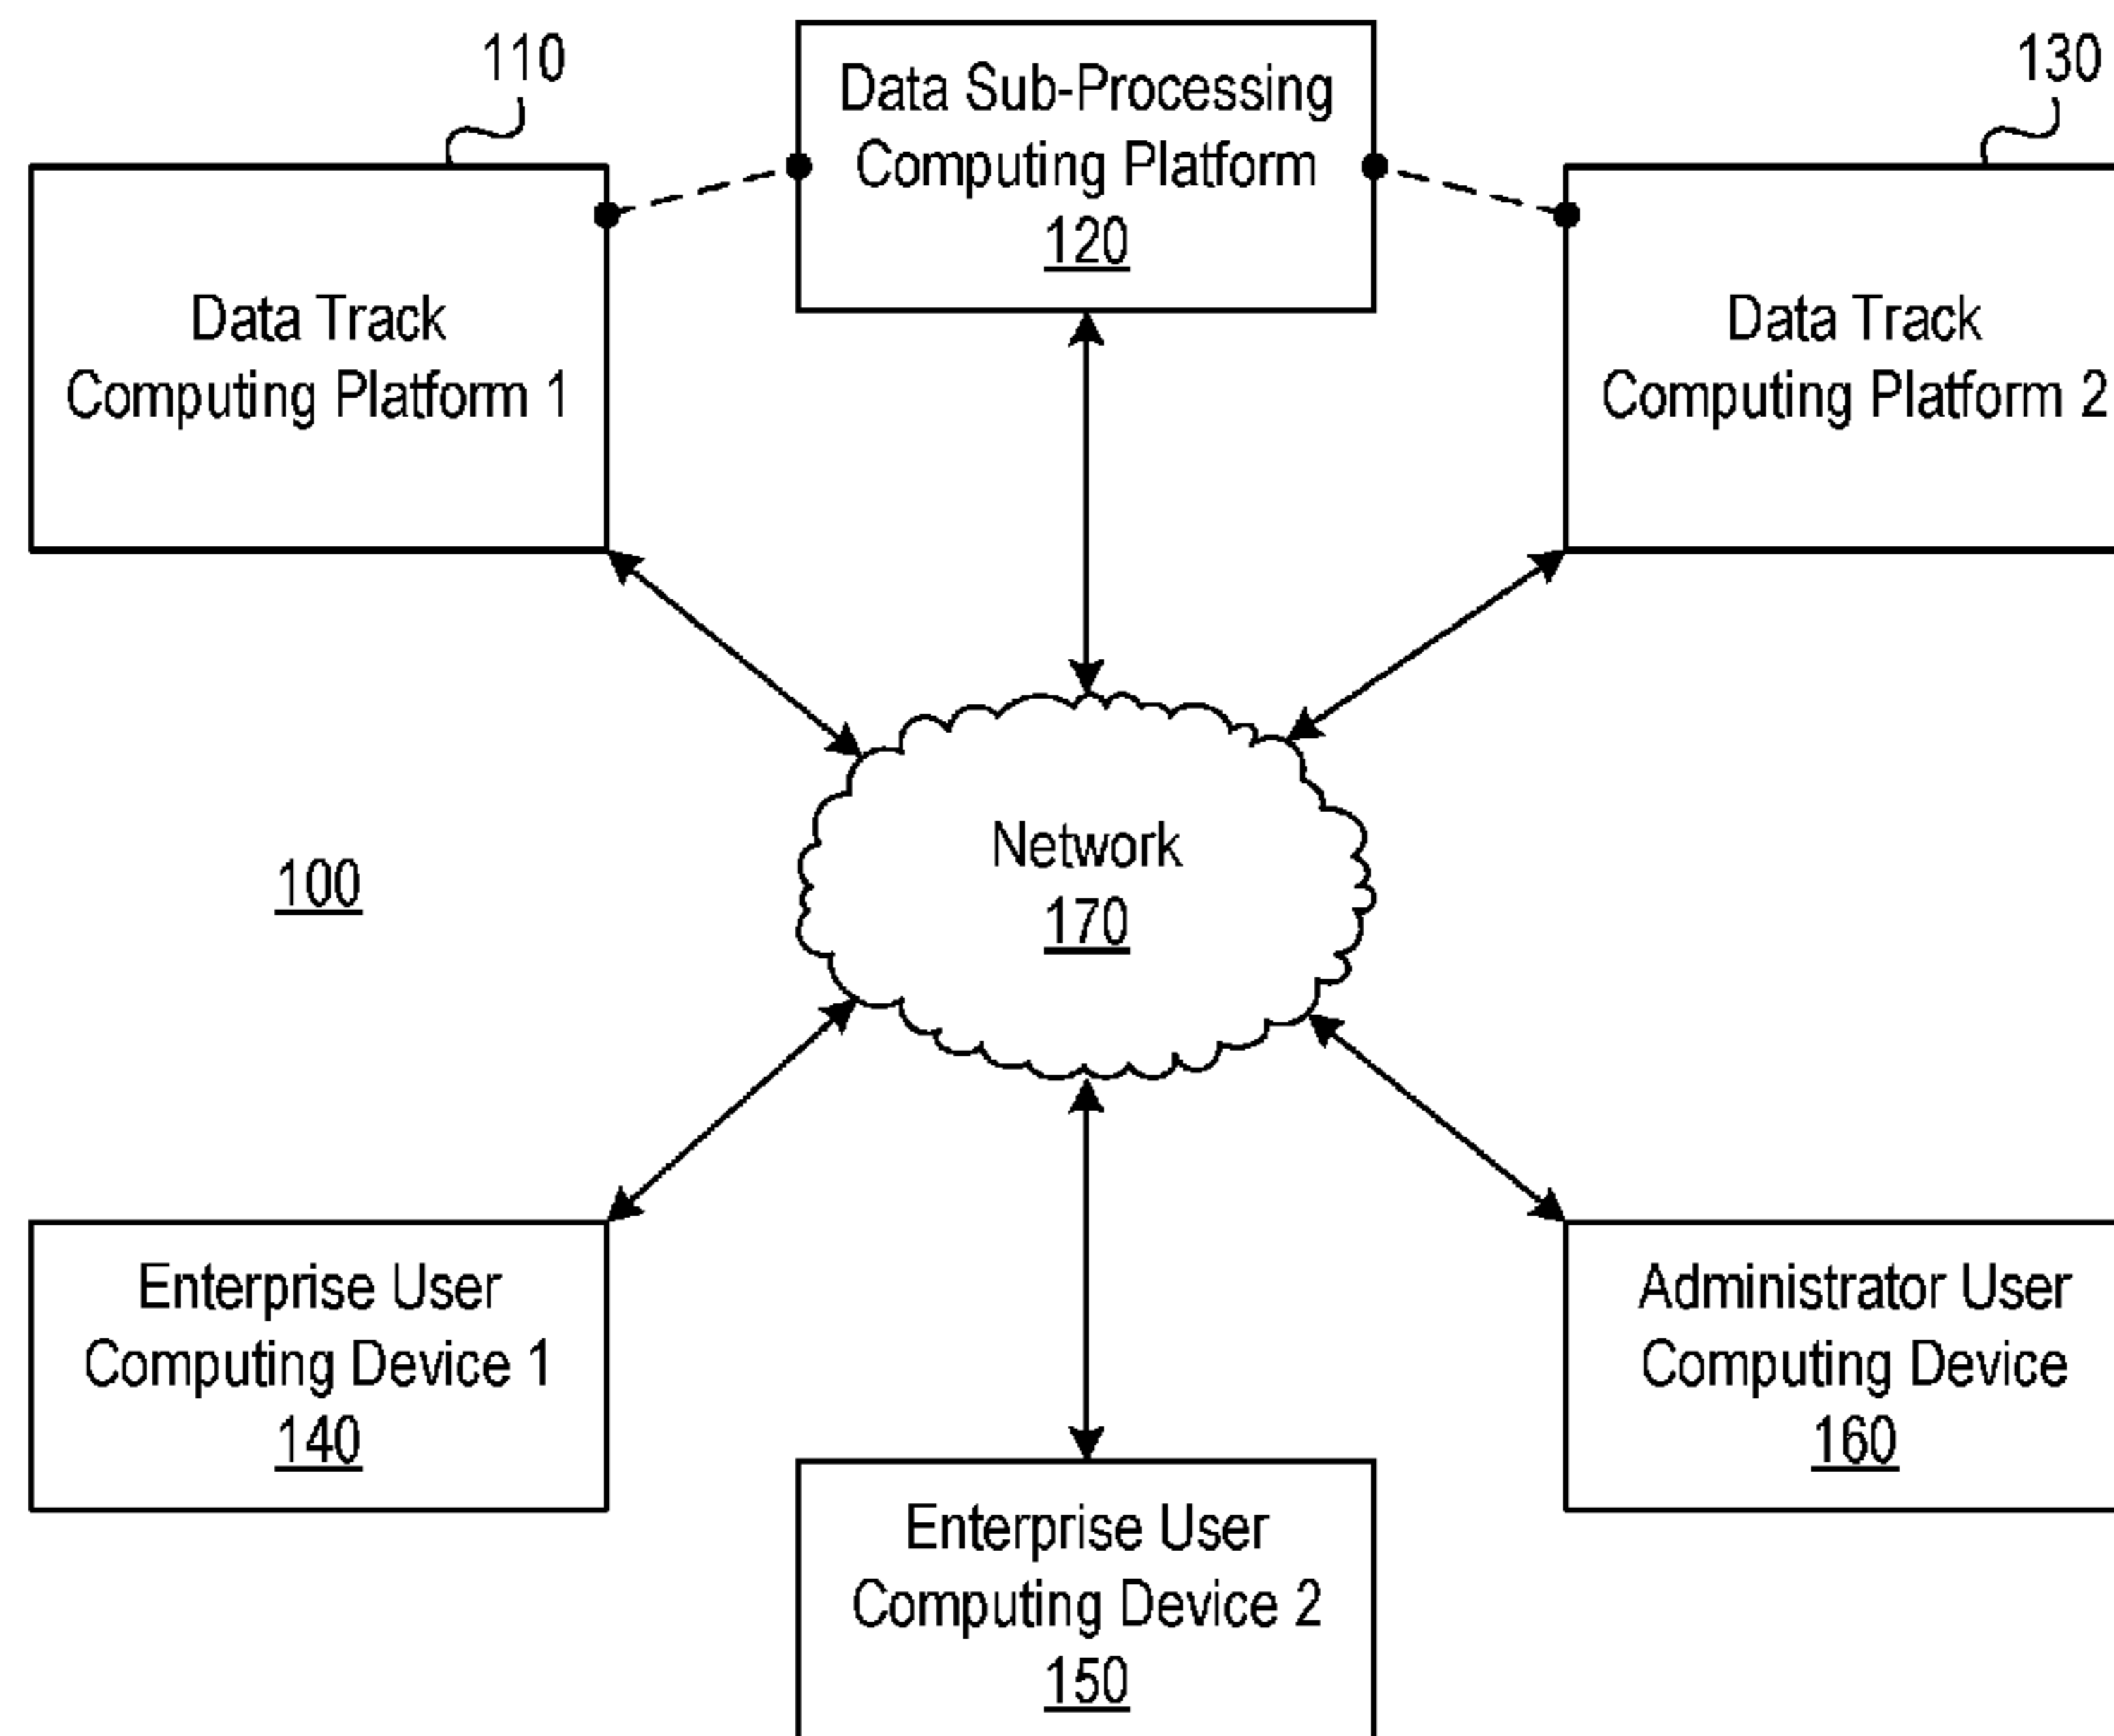 110
Data Sub-Processing
Computing Platform
120
130
Data Track
Computing Platform 1
Data Track
Computing Platform 2
100
Network
170
Enterprise User
Computing Device 1
140
Enterprise User
Computing Device 2
150
Administrator User
Computing Device
160